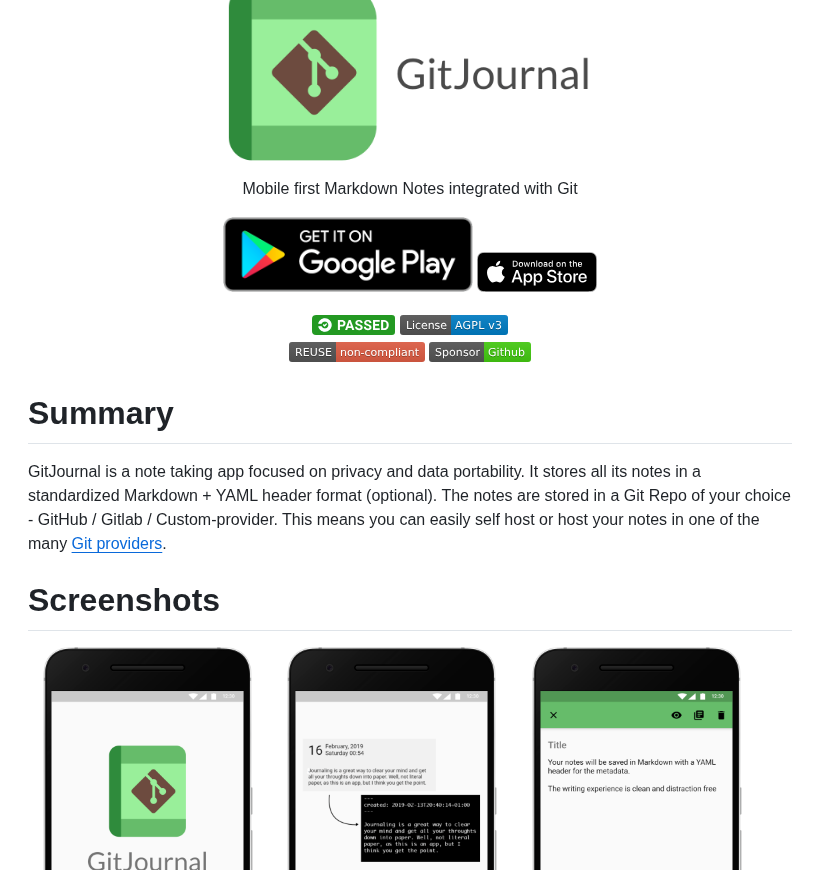 GitJournal
Mobile first Markdown Notes integrated with Git
GET IT ON
Google Play
Download on the
App Store
PASSED License AGPL v3
REUSE non-compliant Sponsor Github
Summary
GitJournal is a note taking app focused on privacy and data portability. It stores all its notes in a
standardized Markdown + YAML header format (optional). The notes are stored in a Git Repo of your choice
- GitHub / Gitlab / Custom-provider. This means you can easily self host or host your notes in one of the
many Git providers.
Screenshots
12:30
GitJournal
12:30
16 February, 2019
Saturday 00:54
Journaling is a great way to clear your mind and get
all your throughts down into paper. Well, not literal
paper, as this is an app, but I think you get the point.
---
created: 2019-02-13T20:40:14-01:00
---
Journaling is a great way to clear
your mind and get all your throughts
down into paper. Well, not literal
paper, as this is an app, but I
think you get the point.
12:30
Title
Your notes will be saved in Markdown with a YAML
header for the metadata.
The writing experience is clean and distraction free